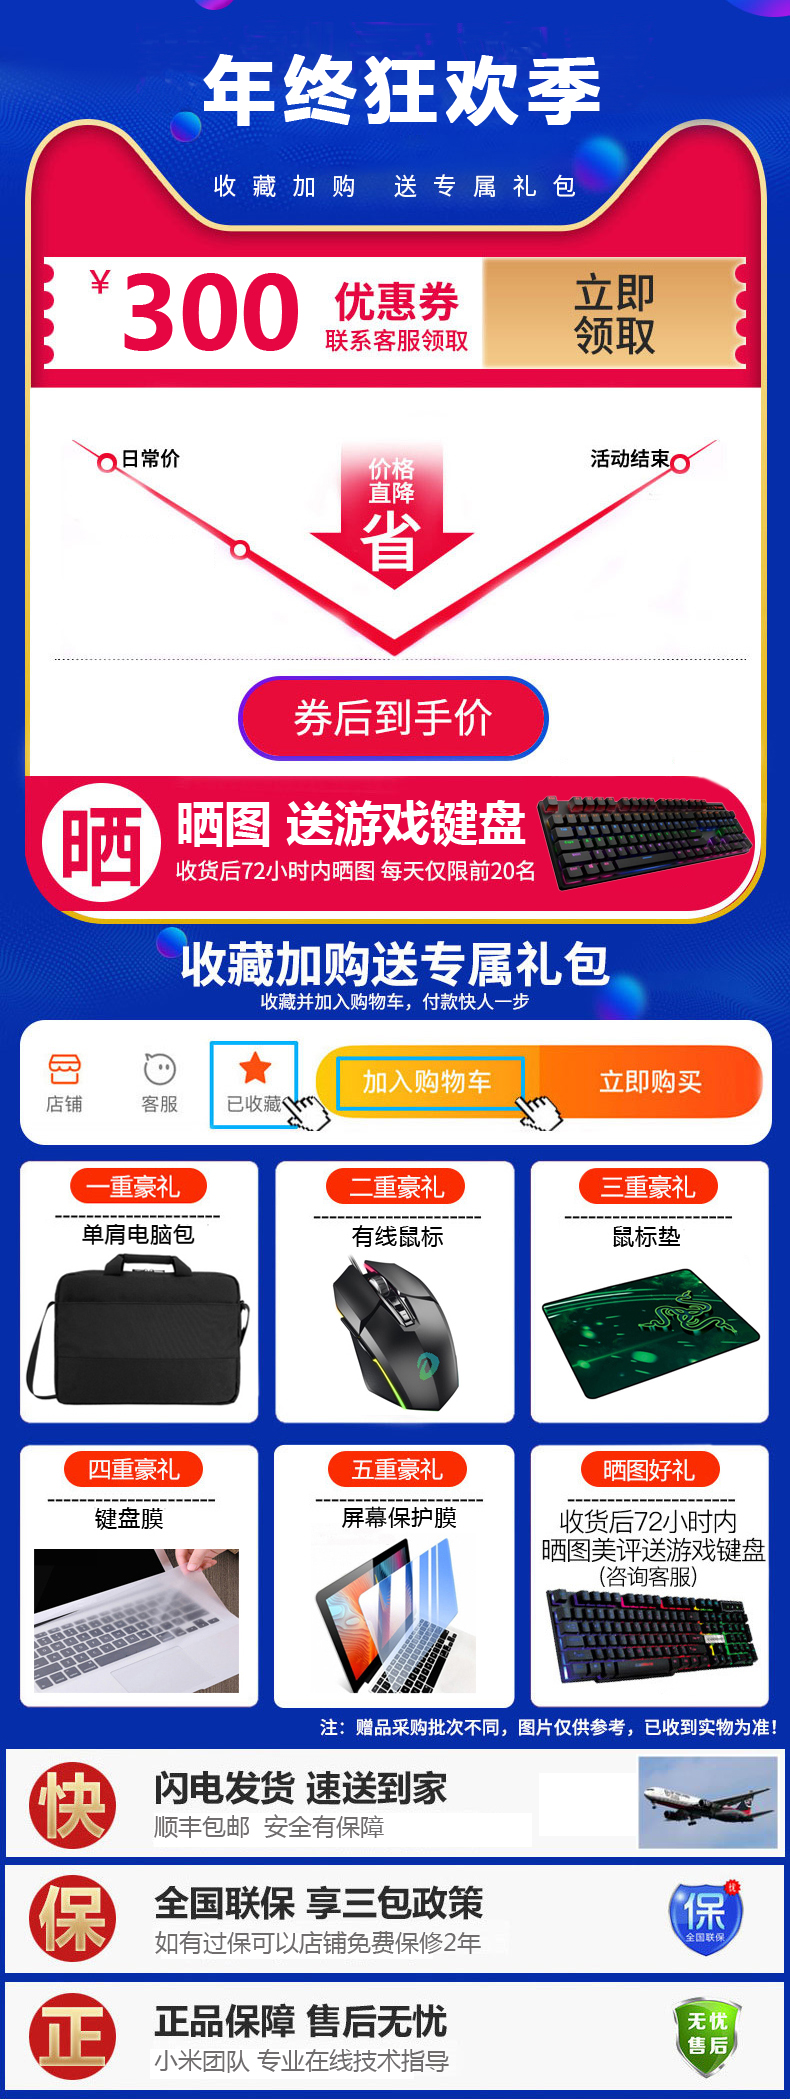 年终狂欢季
收藏加购 送专属礼包
¥300
优惠券
联系客服领取
立即
领取
日常价
活动结束
价格
直降
省
券后到手价
晒
晒图 送游戏键盘
收货后72小时内晒图 每天仅限前20名
收藏加购送专属礼包
收藏并加入购物车，付款快人一步
店铺
客服
已收藏
加入购物车
立即购买
一重豪礼
单肩电脑包
二重豪礼
有线鼠标
三重豪礼
鼠标垫
四重豪礼
键盘膜
五重豪礼
屏幕保护膜
晒图好礼
收货后72小时内
晒图美评送游戏键盘
(咨询客服)
注：赠品采购批次不同，图片仅供参考，已收到实物为准！
快
闪电发货 速送到家
顺丰包邮 安全有保障
保
全国联保 享三包政策
如有过保可以店铺免费保修2年
保
优
全国联保
正
正品保障 售后无忧
小米团队 专业在线技术指导
无忧
售后